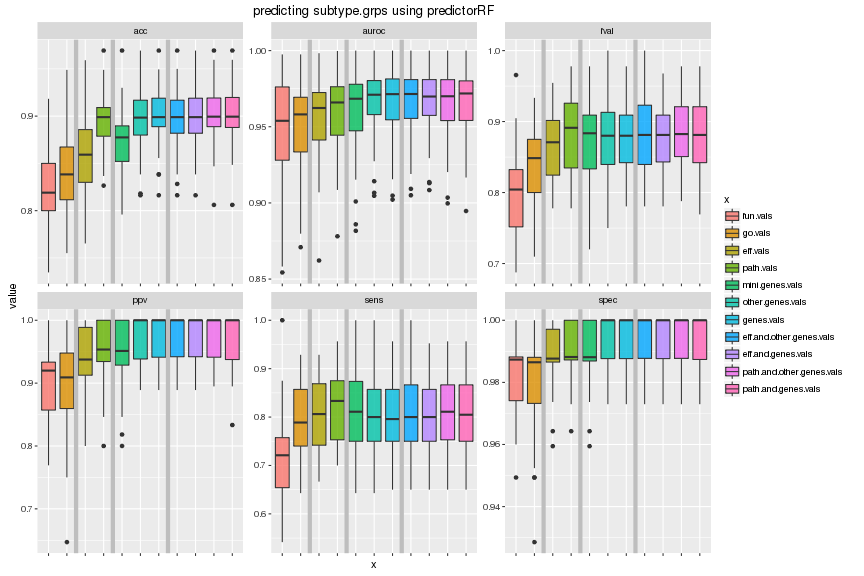 predicting subtype.grps using predictorRF
acc
auroc
fval
0.9
0.8
1.00
0.95
0.90
0.85
1.0
0.9
0.8
0.7
ppv
sens
spec
1.0
0.9
0.8
0.7
1.0
0.9
0.8
0.7
0.6
1.00
0.98
0.96
0.94
value
x
x
fun.vals
go.vals
eff.vals
path.vals
mini.genes.vals
other.genes.vals
genes.vals
eff.and.other.genes.vals
eff.and.genes.vals
path.and.other.genes.vals
path.and.genes.vals